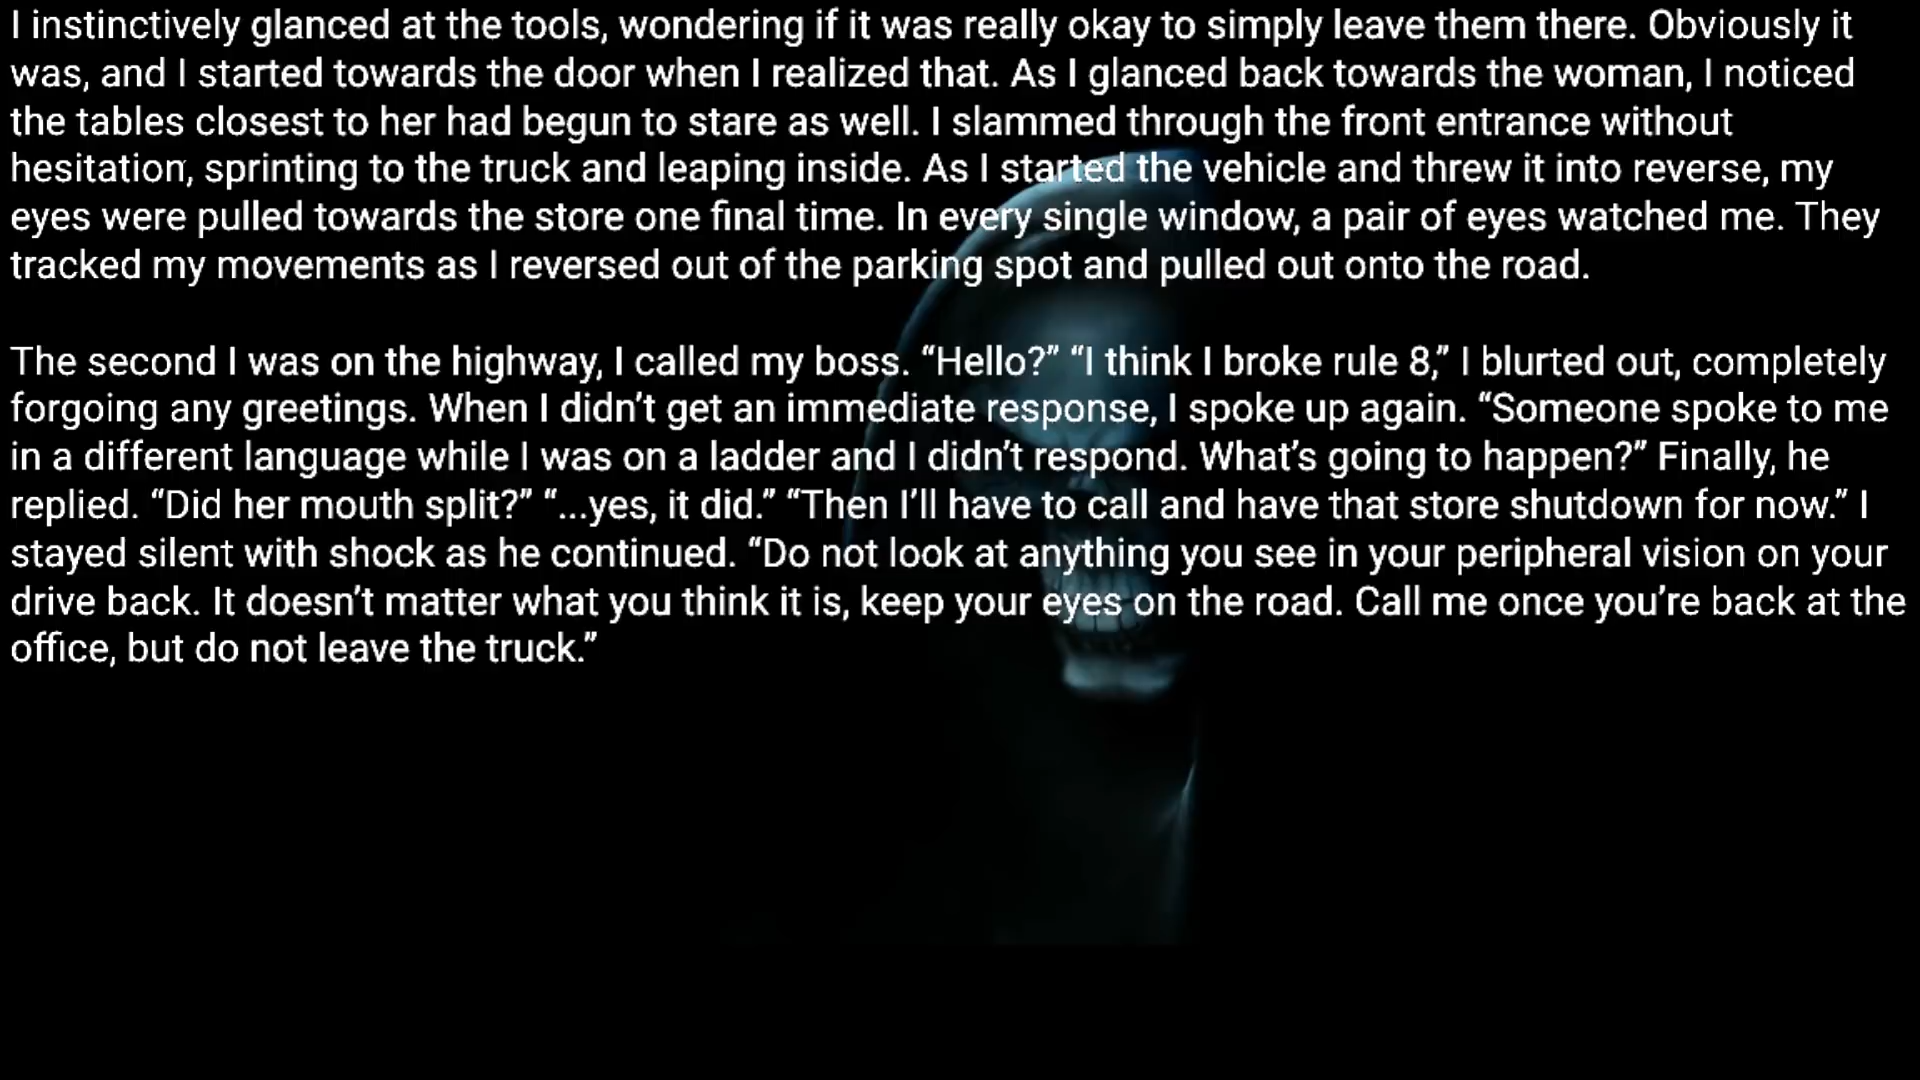 I instinctively glanced at the tools, wondering if it was really okay to simply leave them there. Obviously it
was, and I started towards the door when I realized that. As I glanced back towards the woman, I noticed
the tables closest to her had begun to stare as well. I slammed through the front entrance without
hesitation, sprinting to the truck and leaping inside. As I started the vehicle and threw it into reverse, my
eyes were pulled towards the store one final time. In every single window, a pair of eyes watched me. They
tracked my movements as I reversed out of the parking spot and pulled out onto the road.
The second I was on the highway, I called my boss. “Hello?” “I think I broke rule 8,” I blurted out, completely
forgoing any greetings. When I didn’t get an immediate response, I spoke up again. “Someone spoke to me
in a different language while I was on a ladder and I didn’t respond. What’s going to happen?” Finally, he
replied. “Did her mouth split?” “...yes, it did.” “Then I’ll have to call and have that store shutdown for now.” I
stayed silent with shock as he continued. “Do not look at anything you see in your peripheral vision on your
drive back. It doesn’t matter what you think it is, keep your eyes on the road. Call me once you’re back at the
office, but do not leave the truck.”